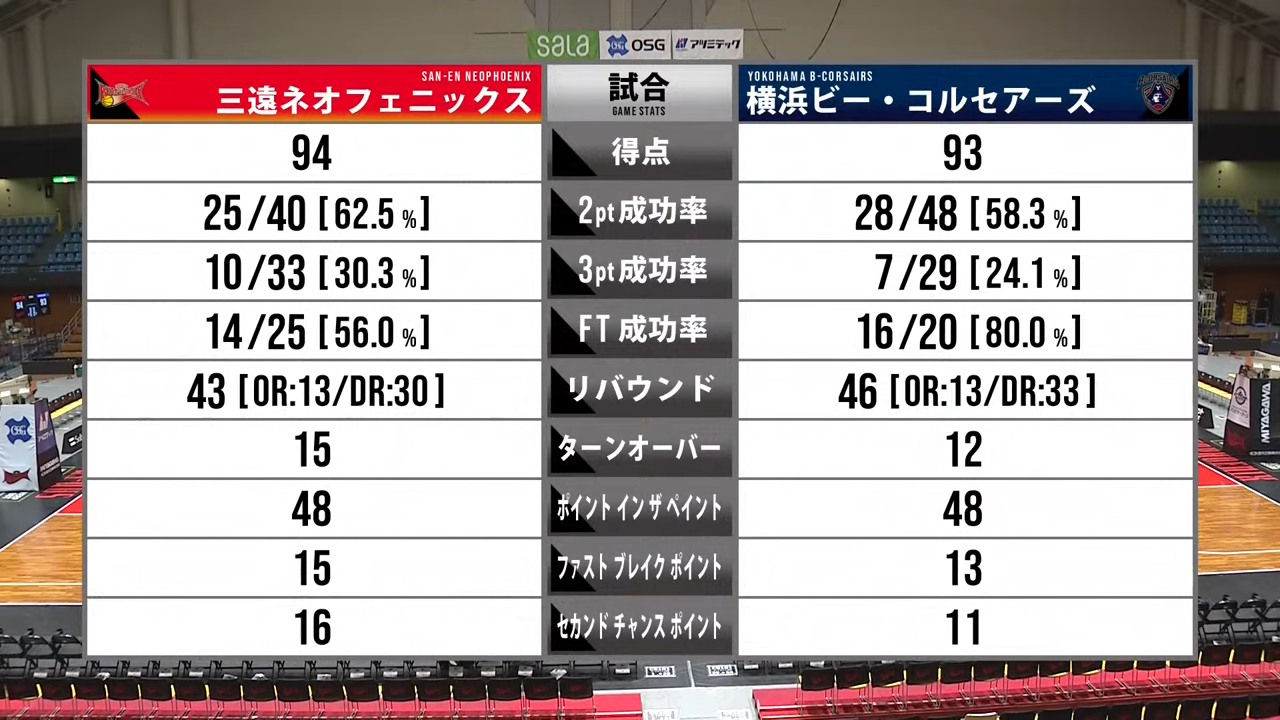 sala OSG アツミテック
SAN-EN NEOPHOENIX
三遠ネオフェニックス
試合
GAME STATS
YOKOHAMA B-CORSAIRS
横浜ビー・コルセアーズ
94 得点 93
25/40 [62.5 %] 2pt成功率 28/48 [58.3 %]
10/33 [30.3 %] 3pt成功率 7/29 [24.1 %]
14/25 [56.0 %] FT成功率 16/20 [80.0 %]
43 [OR:13/DR:30] リバウンド 46 [OR:13/DR:33]
15 ターンオーバー 12
48 ポイント イン ザ ペイント 48
15 ファスト ブレイク ポイント 13
16 セカンド チャンス ポイント 11
94 93
OSG
MIYAGAWA
OSG